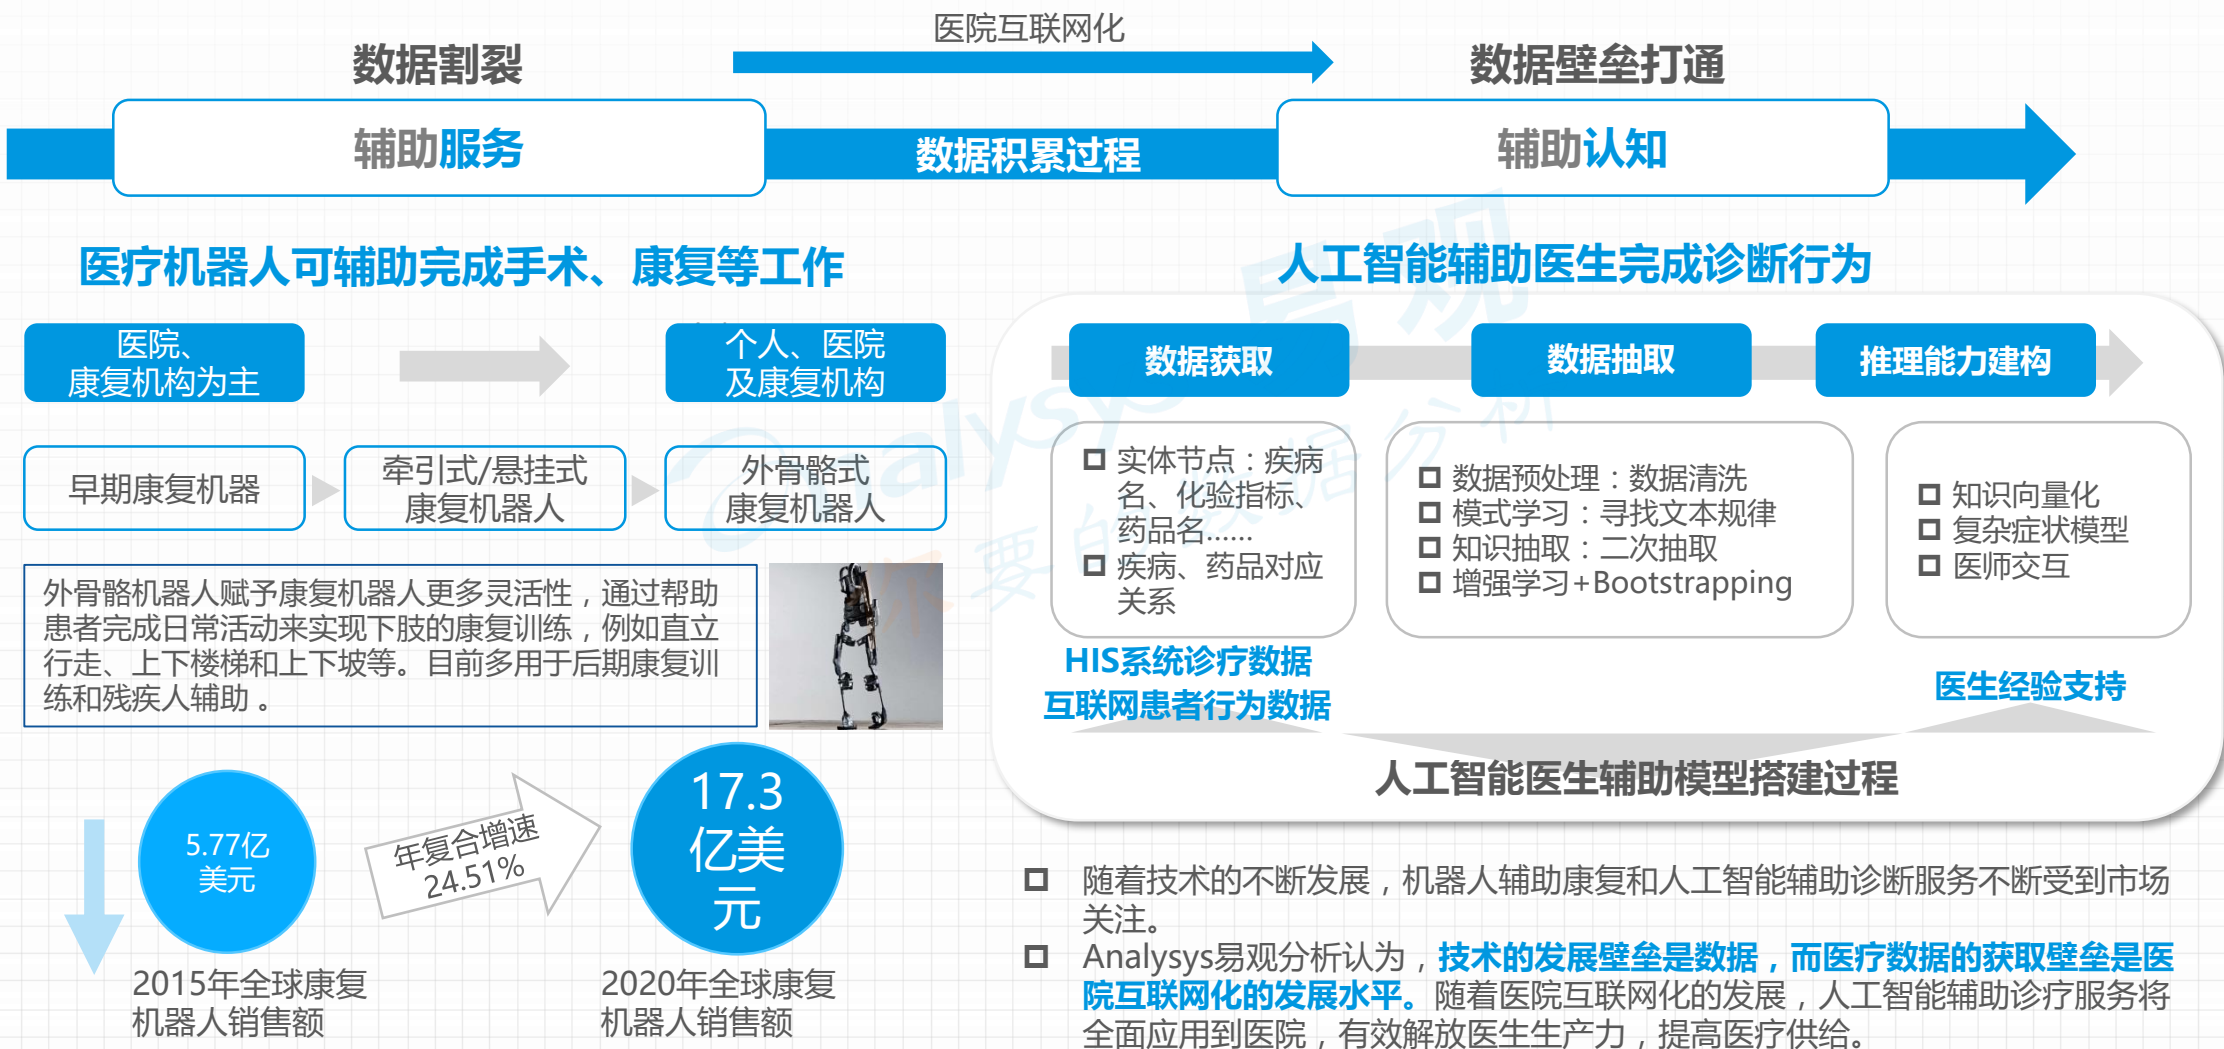 医院互联网化
数据割裂
数据壁垒打通
辅助服务
数据积累过程
辅助认知
医疗机器人可辅助完成手术、康复等工作
医院、
康复机构为主
个人、医院
及康复机构
早期康复机器
牵引式/悬挂式
康复机器人
外骨骼式
康复机器人
外骨骼机器人赋予康复机器人更多灵活性，通过帮助
患者完成日常活动来实现下肢的康复训练，例如直立
行走、上下楼梯和上下坡等。目前多用于后期康复训
练和残疾人辅助 。
5.77亿
美元
年复合增速
24.51%
17.3
亿美
元
2015年全球康复
机器人销售额
2020年全球康复
机器人销售额
人工智能辅助医生完成诊断行为
数据获取
数据抽取
推理能力建构
实体节点：疾病
名、化验指标、
药品名......
疾病、药品对应
关系
数据预处理：数据清洗
模式学习：寻找文本规律
知识抽取：二次抽取
增强学习+Bootstrapping
知识向量化
复杂症状模型
医师交互
HIS系统诊疗数据
互联网患者行为数据
医生经验支持
人工智能医生辅助模型搭建过程
随着技术的不断发展，机器人辅助康复和人工智能辅助诊断服务不断受到市场
关注。
Analysys易观分析认为，技术的发展壁垒是数据，而医疗数据的获取壁垒是医
院互联网化的发展水平。随着医院互联网化的发展，人工智能辅助诊疗服务将
全面应用到医院，有效解放医生生产力，提高医疗供给。
Analysys易观
你要的数据分析